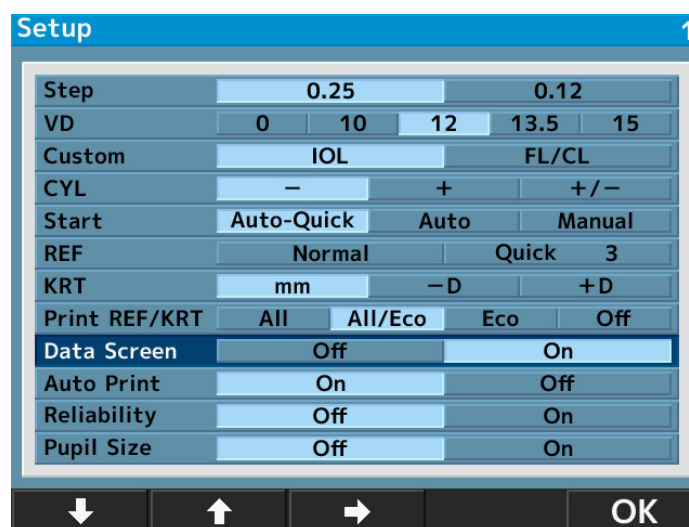 Setup 1
Step 0.25 0.12
VD 0 10 12 13.5 15
Custom IOL FL/CL
CYL − + +/−
Start Auto-Quick Auto Manual
REF Normal Quick 3
KRT mm −D +D
Print REF/KRT All All/Eco Eco Off
Data Screen Off On
Auto Print On Off
Reliability Off On
Pupil Size Off On
OK